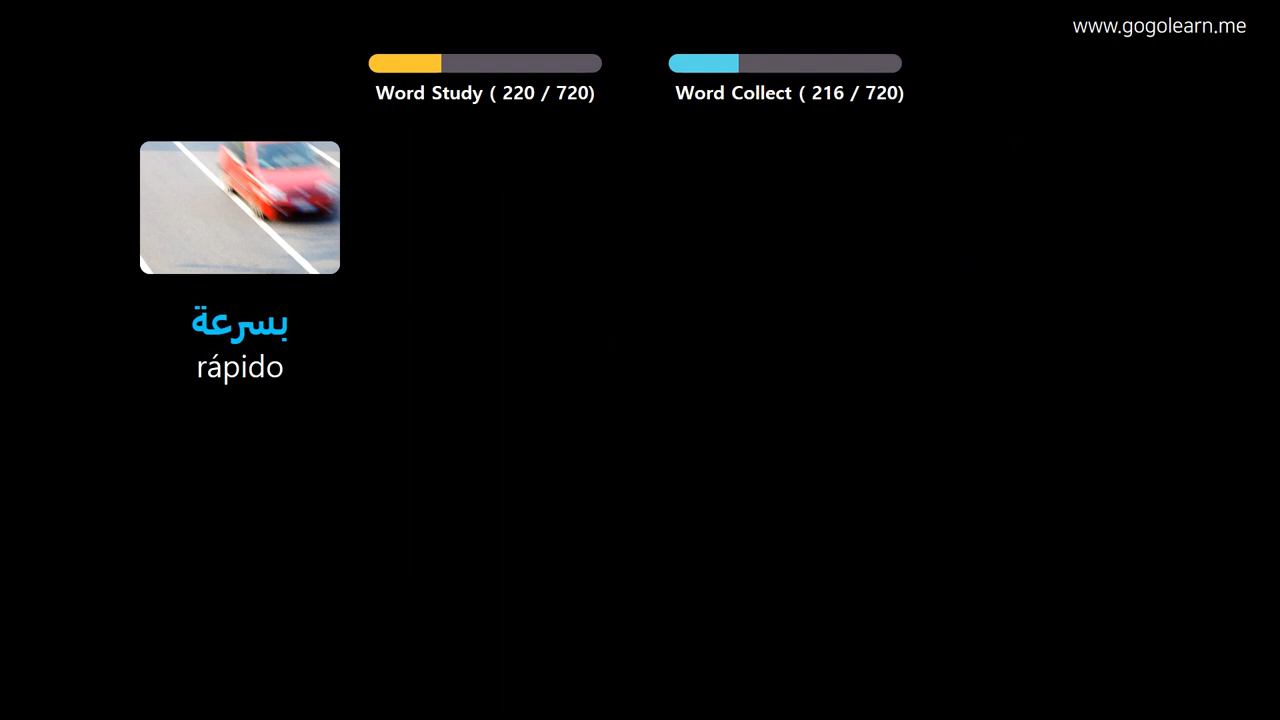 www.gogolearn.me
Word Study ( 220 / 720)
Word Collect ( 216 / 720)
بسرعة
rápido